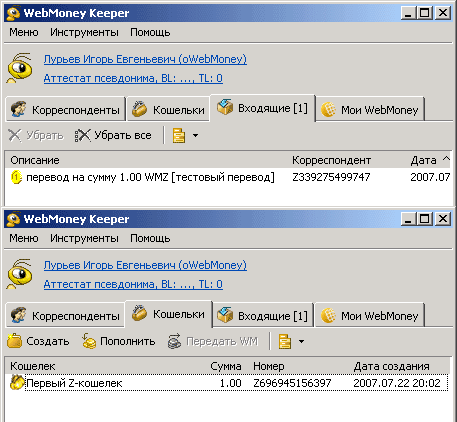 WebMoney Keeper
Меню Инструменты Помощь
Лурьев Игорь Евгеньевич (oWebMoney)
Аттестат псевдонима, BL: ..., TL: 0
Корреспонденты Кошельки Входящие [1] Мои WebMoney
Убрать Убрать все
Описание Корреспондент Дата
перевод на сумму 1.00 WMZ [тестовый перевод] Z339275499747 2007.07
WebMoney Keeper
Меню Инструменты Помощь
Лурьев Игорь Евгеньевич (oWebMoney)
Аттестат псевдонима, BL: ..., TL: 0
Корреспонденты Кошельки Входящие [1] Мои WebMoney
Создать Пополнить Передать WM
Кошелек Сумма Номер Дата создания
Первый Z-кошелек 1.00 Z696945156397 2007.07.22 20:02